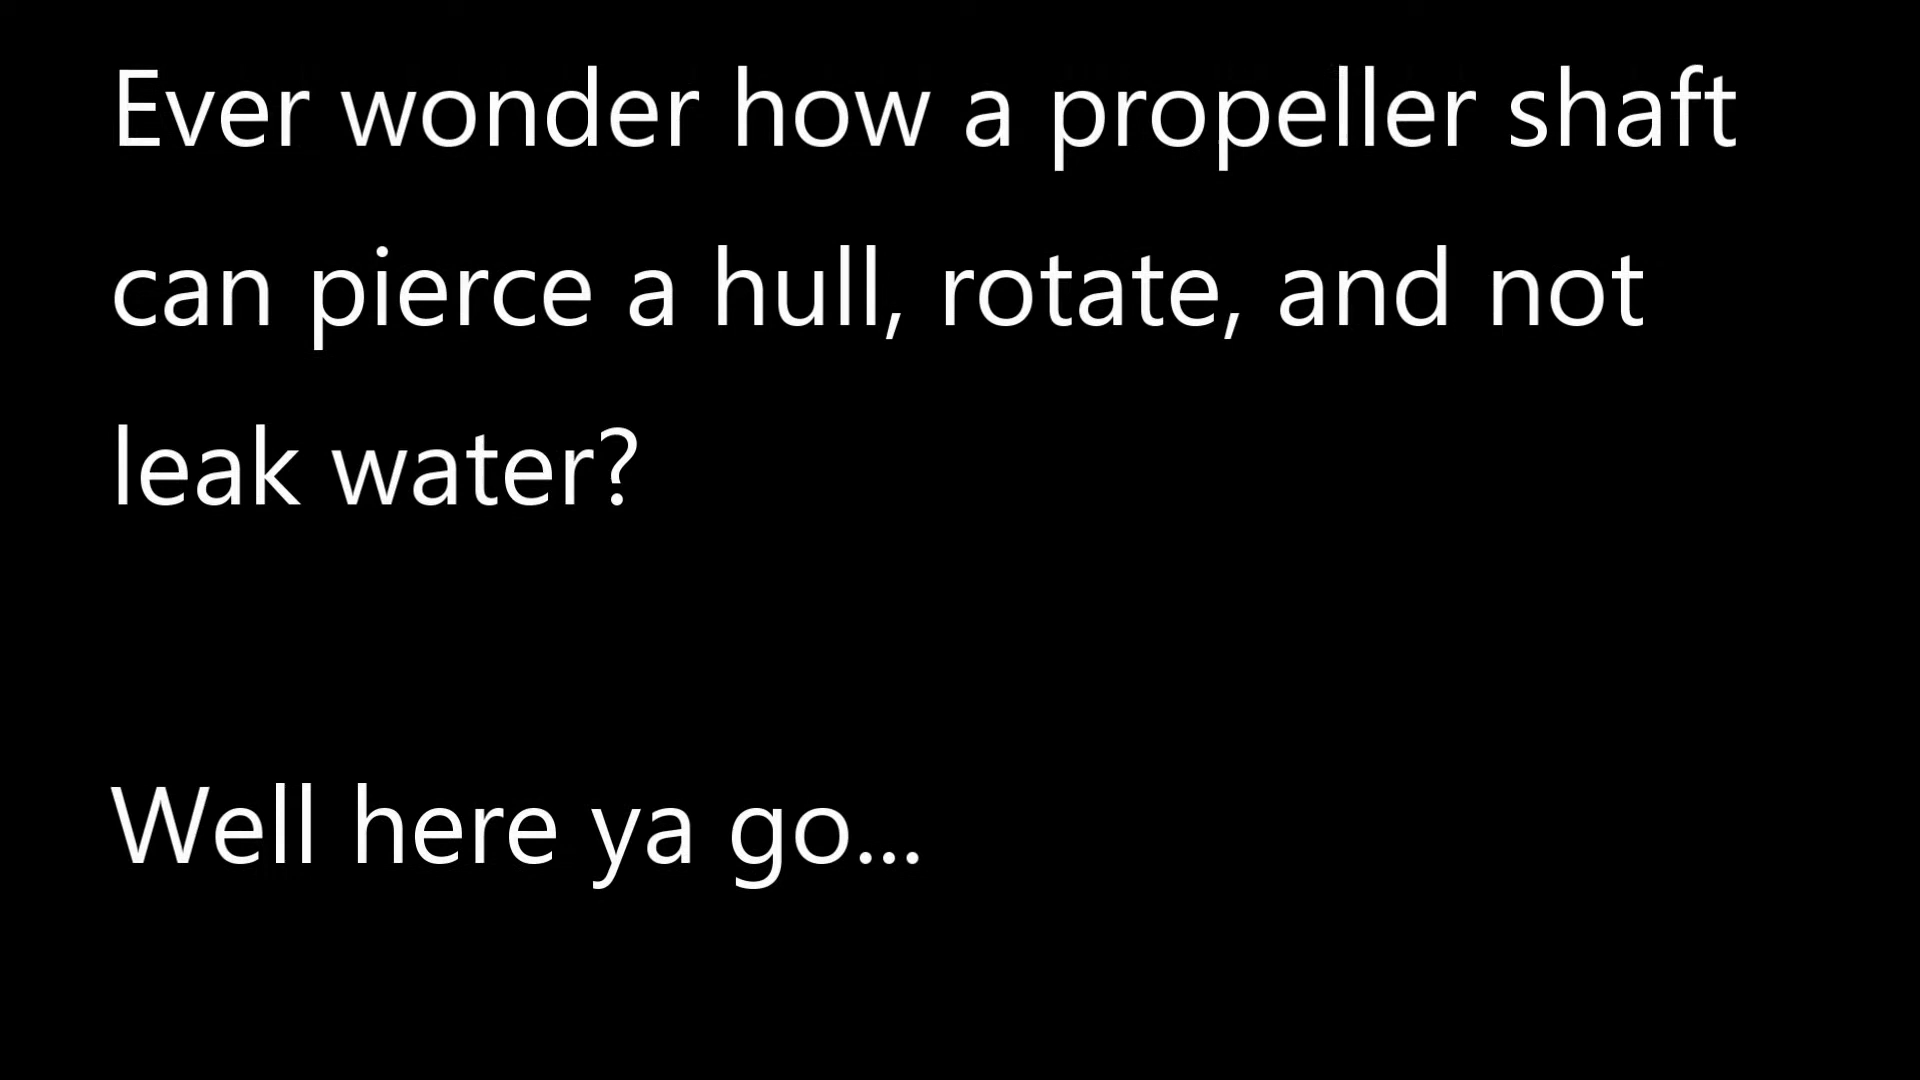 Ever wonder how a propeller shaft
can pierce a hull, rotate, and not
leak water?
Well here ya go...